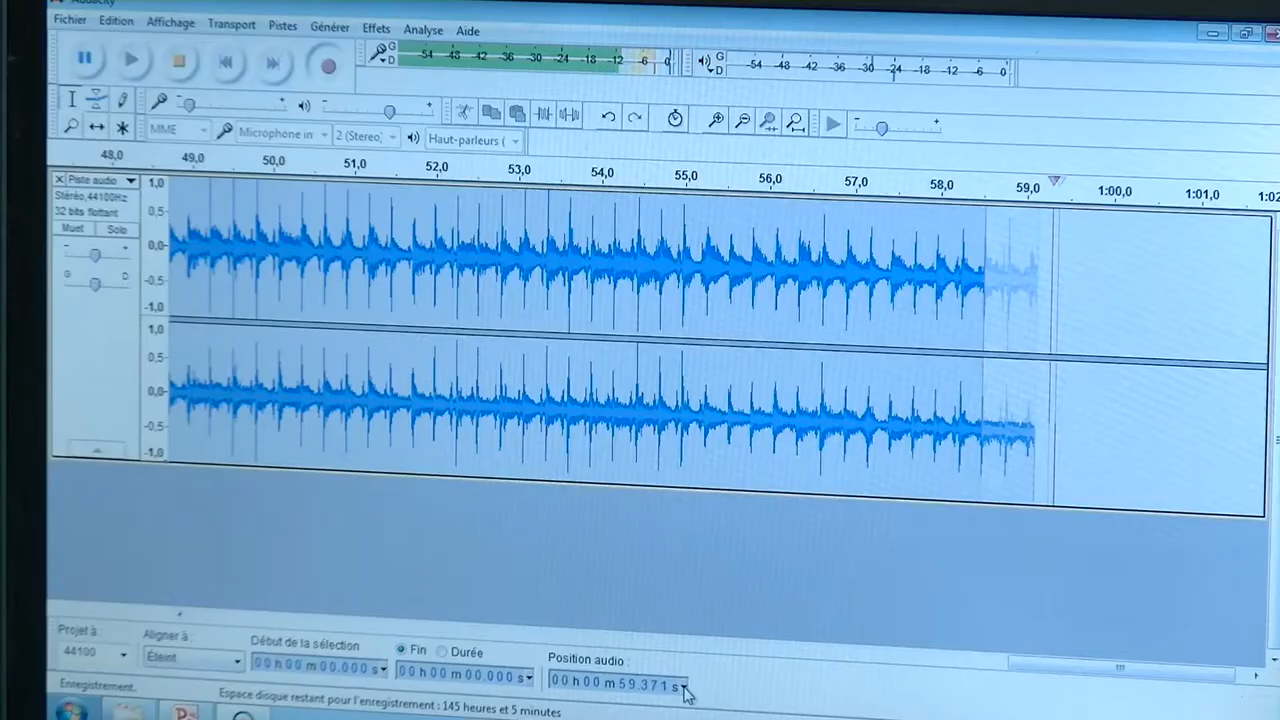 Audacity
Fichier Edition Affichage Transport Pistes Générer Effets Analyse Aide
G
D
-54 -48 -42 -36 -30 -24 -18 -12 -6 0
G
D
-54 -48 -42 -36 -30 -24 -18 -12 -6 0
MME Microphone in 2 (Stereo) Haut-parleurs (
48,0 49,0 50,0 51,0 52,0 53,0 54,0 55,0 56,0 57,0 58,0 59,0 1:00,0 1:01,0 1:02
Piste audio
Stéréo,44100Hz
32 bits flottant
Muet Solo
- +
G D
1,0
0,5-
0,0-
-0,5-
-1,0
1,0
0,5-
0,0-
-0,5-
-1,0
Projet à :
44100
Aligner à :
Éteint
Début de la sélection
00 h 00 m 00.000 s
Fin Durée
00 h 00 m 00.000 s
Position audio :
00 h 00 m 59.371 s
Enregistrement.
Espace disque restant pour l'enregistrement : 145 heures et 5 minutes